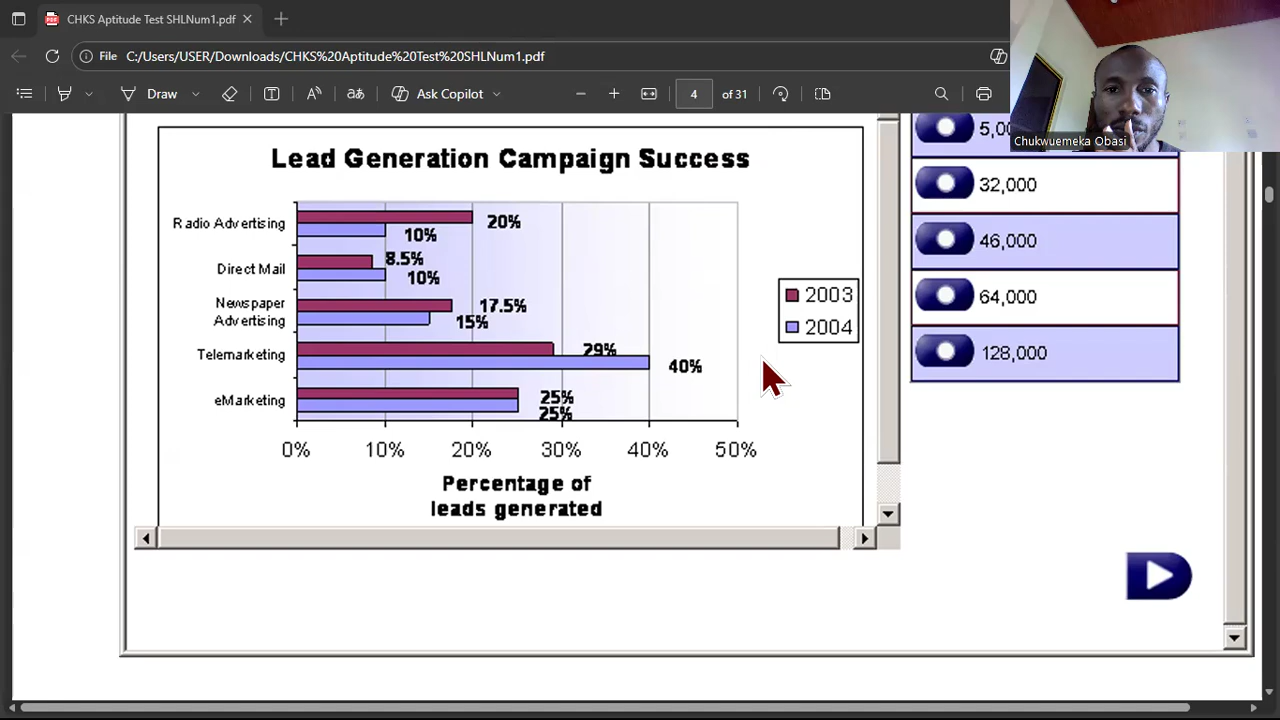 CHKS Aptitude Test SHLNum1.pdf
File C:/Users/USER/Downloads/CHKS%20Aptitude%20Test%20SHLNum1.pdf
Draw
Ask Copilot
4 of 31
Chukwuemeka Obasi
Lead Generation Campaign Success
Radio Advertising
20%
10%
Direct Mail
8.5%
10%
Newspaper
Advertising
17.5%
15%
Telemarketing
29%
40%
eMarketing
25%
25%
0% 10% 20% 30% 40% 50%
Percentage of
leads generated
2003
2004
32,000
46,000
64,000
128,000